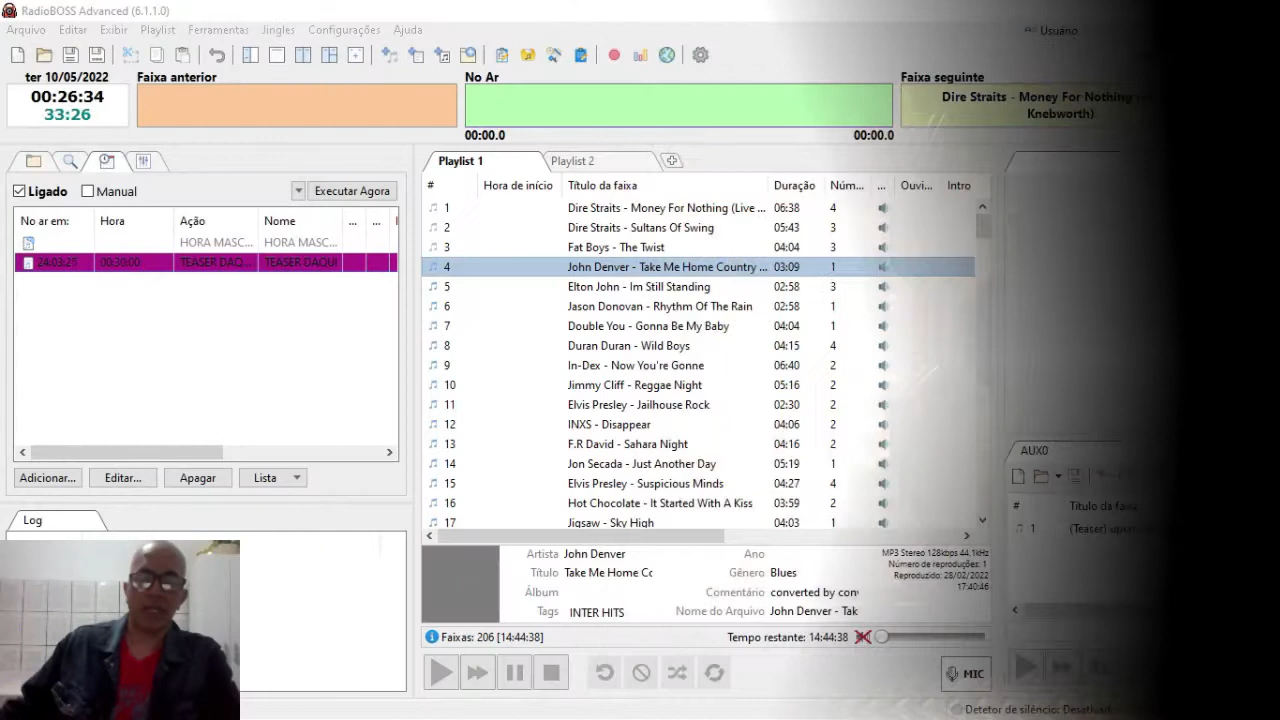 RadioBOSS Advanced (6.1.1.0)
Arquivo Editar Exibir Playlist Ferramentas Jingles Configurações Ajuda
Usuário
ter 10/05/2022
00:26:34
33:26
Faixa anterior
No Ar
00:00.0 00:00.0
Faixa seguinte
Dire Straits - Money For Nothing
Knebworth)
Ligado Manual Executar Agora
No ar em: Hora Ação Nome ... ...
HORA MASC... HORA MASC...
24:03:25 00:30:00 TEASER DAQ... TEASER DAQUI
Adicionar... Editar... Apagar Lista
Log
Playlist 1 Playlist 2
# Hora de início Título da faixa Duração Núm... ... Ouvi... Intro
1 Dire Straits - Money For Nothing (Live ... 06:38 4
2 Dire Straits - Sultans Of Swing 05:43 3
3 Fat Boys - The Twist 04:04 3
4 John Denver - Take Me Home Country ... 03:09 1
5 Elton John - Im Still Standing 02:58 3
6 Jason Donovan - Rhythm Of The Rain 02:58 1
7 Double You - Gonna Be My Baby 04:04 1
8 Duran Duran - Wild Boys 04:15 4
9 In-Dex - Now You're Gonne 06:40 2
10 Jimmy Cliff - Reggae Night 05:16 2
11 Elvis Presley - Jailhouse Rock 02:30 2
12 INXS - Disappear 04:06 2
13 F.R David - Sahara Night 04:16 2
14 Jon Secada - Just Another Day 05:19 1
15 Elvis Presley - Suspicious Minds 04:27 4
16 Hot Chocolate - It Started With A Kiss 03:59 2
17 Jigsaw - Sky High 04:03 1
Artista John Denver Ano
Título Take Me Home Cc Gênero Blues
Álbum Comentário converted by con
Tags INTER HITS Nome do Arquivo John Denver - Tak
MP3 Stereo 128kbps 44.1kHz
Número de reproduções: 1
Reproduzido: 28/02/2022
17:40:46
Faixas: 206 [14:44:38] Tempo restante: 14:44:38
MIC
AUX0
# Título da faixa
1 (Teaser)
Detetor de silêncio: Desativado